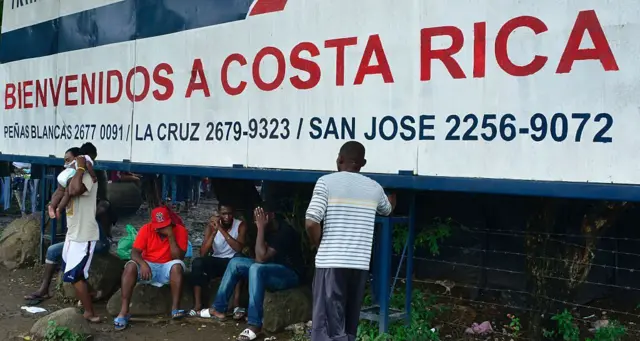 BIENVENIDOS A COSTA RICA
PEÑAS BLANCAS 2677 0091 / LA CRUZ 2679-9323 / SAN JOSE 2256-9072